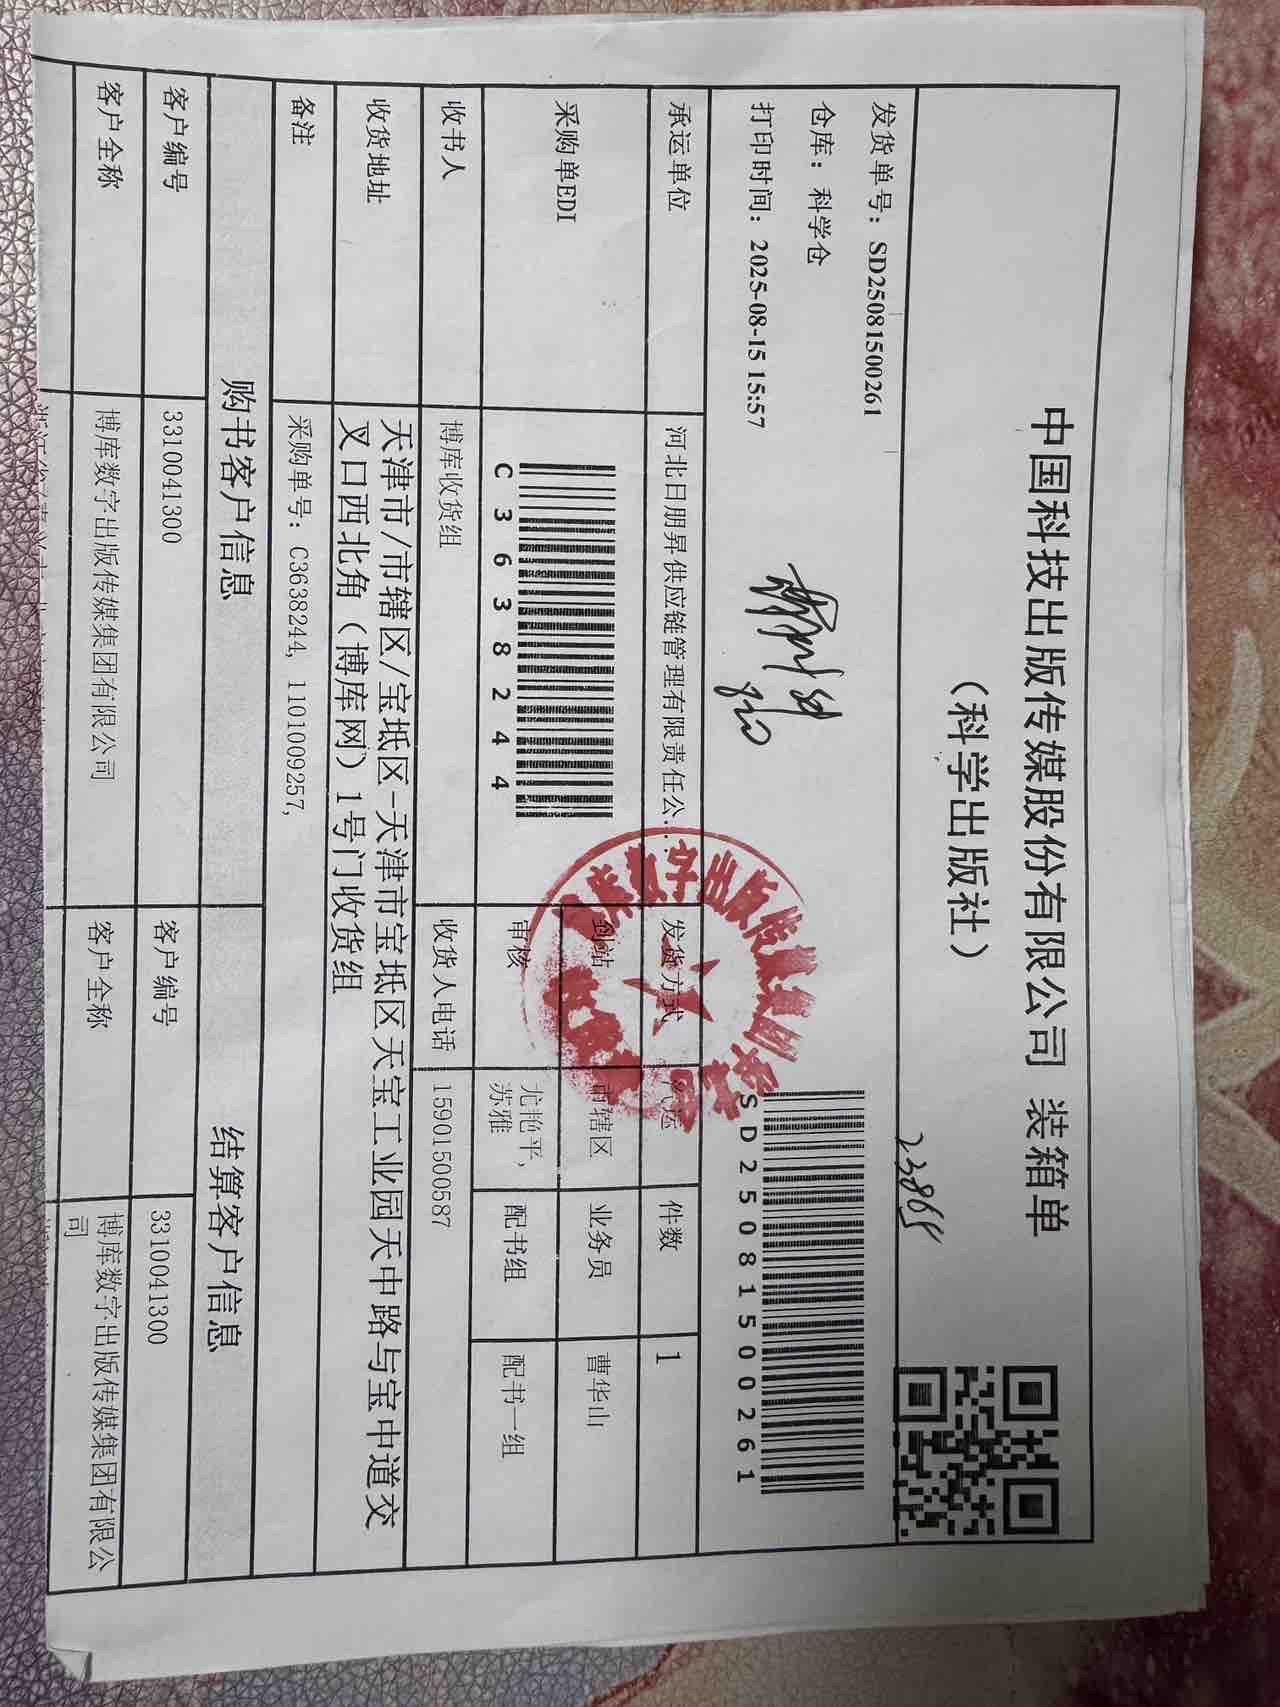 中国科技出版传媒股份有限公司 装箱单
（科学出版社）
23865
发货单号：SD25081500261
仓库：科学仓
打印时间：2025-08-15 15:57
SD25081500261
820
承运单位 河北日朋昇供应链管理有限责任公... 发货方式 汽运 件数 1
采购单EDI C3638244 到站 市辖区 业务员 曹华山
审核 尤艳平， 配书组 配书一组
苏雅
收书人 博库收货组 收货人电话 15901500587
收货地址 天津市/市辖区/宝坻区-天津市宝坻区天宝工业园天中路与宝中道交
叉口西北角（博库网）1号门收货组
备注 采购单号：C3638244, 1101009257,
购书客户信息 结算客户信息
客户编号 3310041300 客户编号 3310041300
客户全称 博库数字出版传媒集团有限公司 客户全称 博库数字出版传媒集团有限公
司